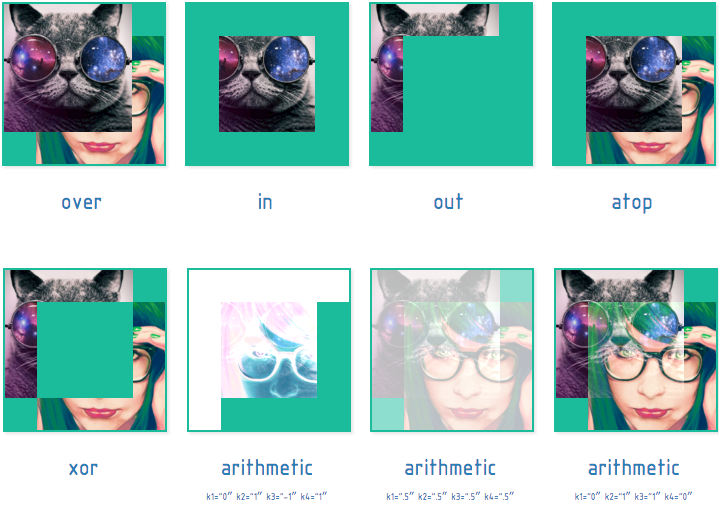 over in out atop
xor arithmetic arithmetic arithmetic
k1="0" k2="1" k3="-1" k4="1" k1=".5" k2=".5" k3=".5" k4=".5" k1="0" k2="1" k3="1" k4="0"